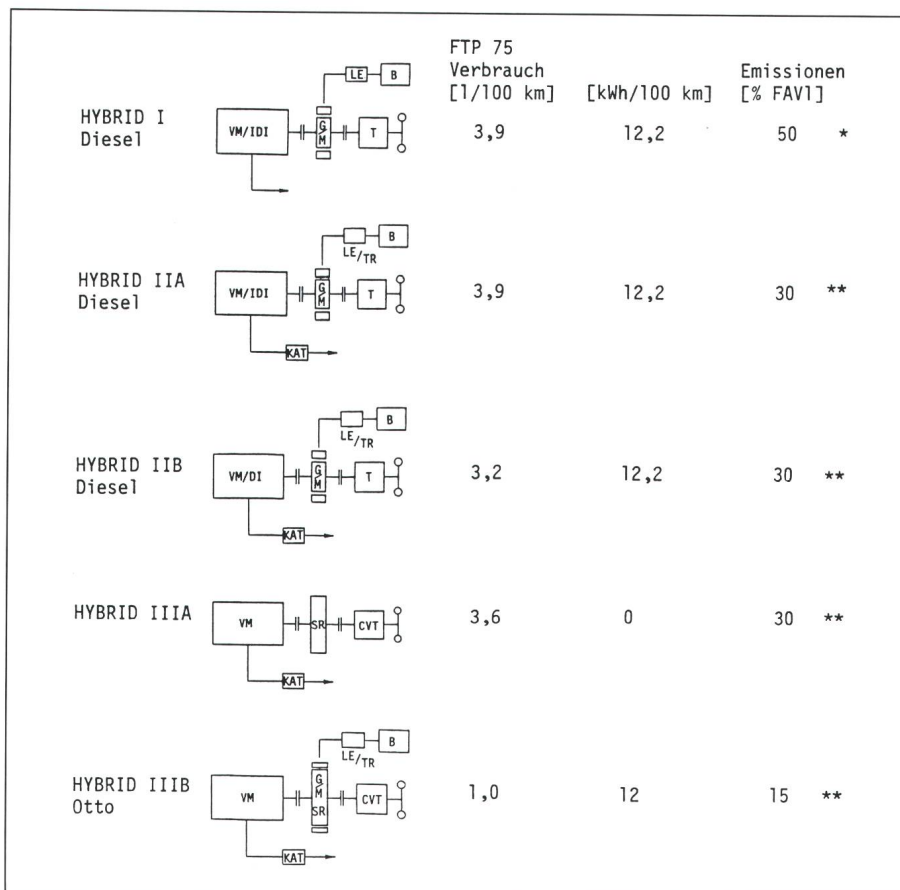 FTP 75
Verbrauch Emissionen
[l/100 km] [kWh/100 km] [% FAV1]
LE B
HYBRID I
Diesel
VM/IDI G/M T
3,9 12,2 50 *
B
LE/TR
HYBRID IIA
Diesel
VM/IDI G/M T
3,9 12,2 30 **
KAT
B
LE/TR
HYBRID IIB
Diesel
VM/DI G/M T
3,2 12,2 30 **
KAT
HYBRID IIIA
VM SR CVT
3,6 0 30 **
KAT
B
LE/TR
HYBRID IIIB
Otto
VM G/M SR CVT
1,0 12 15 **
KAT